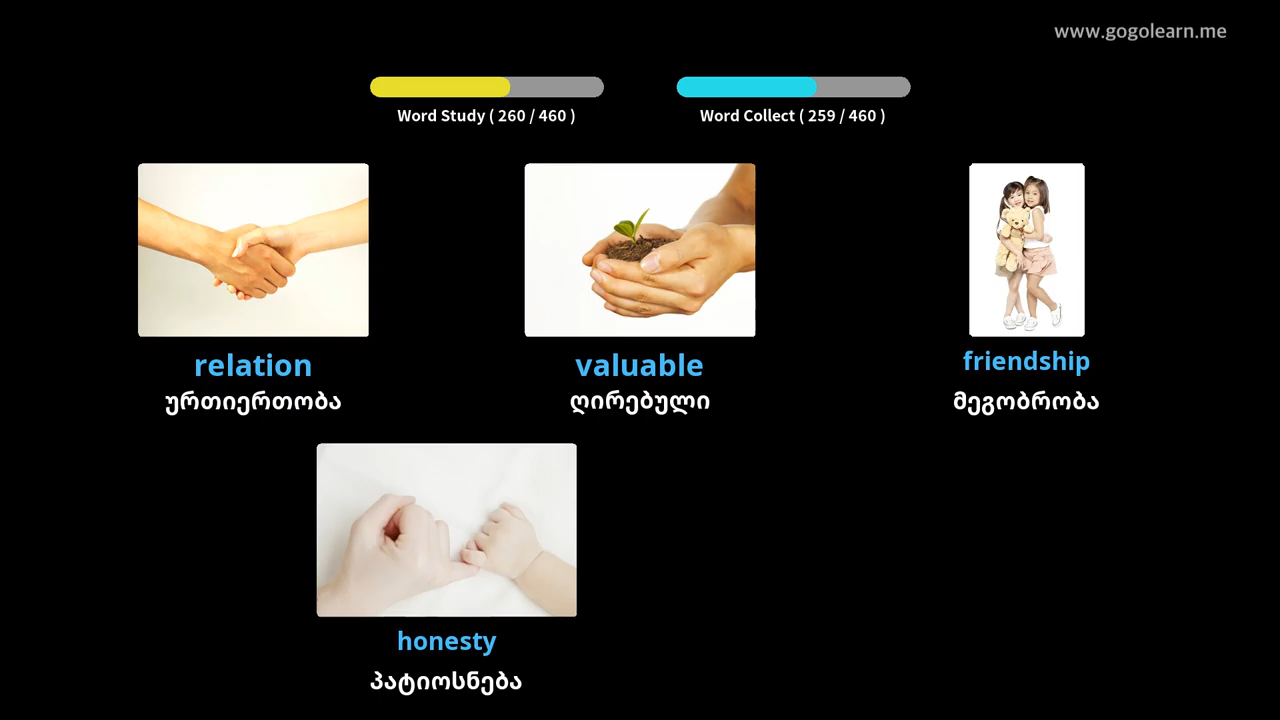 www.gogolearn.me
Word Study ( 260 / 460 )
Word Collect ( 259 / 460 )
relation
ურთიერთობა
valuable
ღირებული
friendship
მეგობრობა
honesty
პატიოსნება